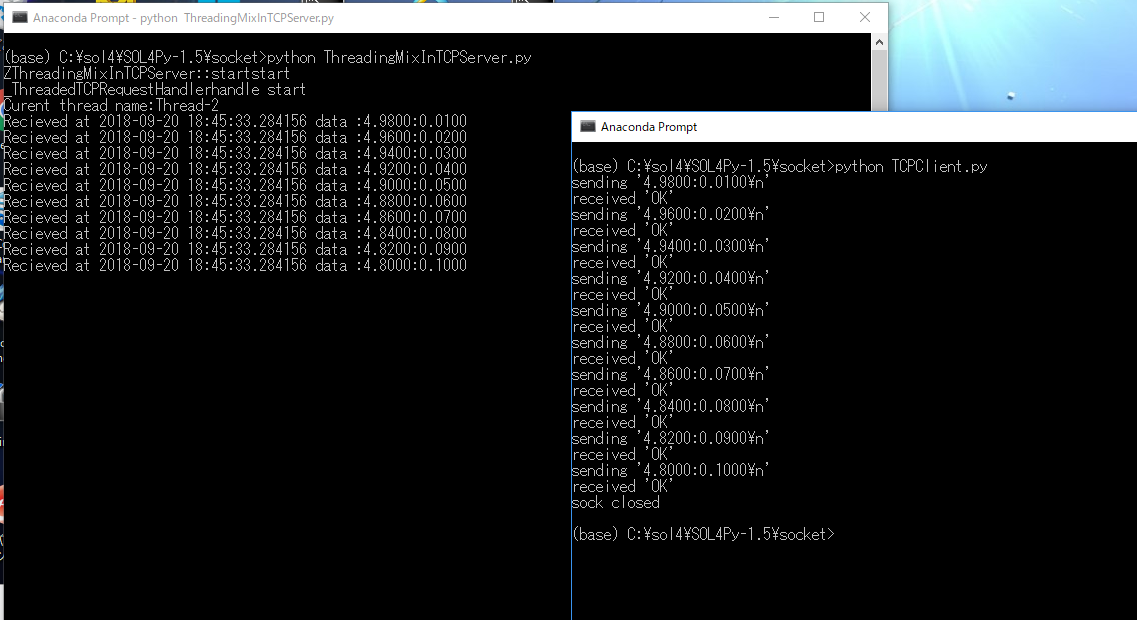 Anaconda Prompt - python ThreadingMixInTCPServer.py
(base) C:¥sol4¥SOL4Py-1.5¥socket>python ThreadingMixInTCPServer.py
ZThreadingMixInTCPServer::startstart
_ThreadedTCPRequestHandlerhandle start
Curent thread name:Thread-2
Recieved at 2018-09-20 18:45:33.284156 data :4.9800:0.0100
Recieved at 2018-09-20 18:45:33.284156 data :4.9600:0.0200
Recieved at 2018-09-20 18:45:33.284156 data :4.9400:0.0300
Recieved at 2018-09-20 18:45:33.284156 data :4.9200:0.0400
Recieved at 2018-09-20 18:45:33.284156 data :4.9000:0.0500
Recieved at 2018-09-20 18:45:33.284156 data :4.8800:0.0600
Recieved at 2018-09-20 18:45:33.284156 data :4.8600:0.0700
Recieved at 2018-09-20 18:45:33.284156 data :4.8400:0.0800
Recieved at 2018-09-20 18:45:33.284156 data :4.8200:0.0900
Recieved at 2018-09-20 18:45:33.284156 data :4.8000:0.1000
Anaconda Prompt
(base) C:¥sol4¥SOL4Py-1.5¥socket>python TCPClient.py
sending '4.9800:0.0100¥n'
received 'OK'
sending '4.9600:0.0200¥n'
received 'OK'
sending '4.9400:0.0300¥n'
received 'OK'
sending '4.9200:0.0400¥n'
received 'OK'
sending '4.9000:0.0500¥n'
received 'OK'
sending '4.8800:0.0600¥n'
received 'OK'
sending '4.8600:0.0700¥n'
received 'OK'
sending '4.8400:0.0800¥n'
received 'OK'
sending '4.8200:0.0900¥n'
received 'OK'
sending '4.8000:0.1000¥n'
received 'OK'
sock closed
(base) C:¥sol4¥SOL4Py-1.5¥socket>